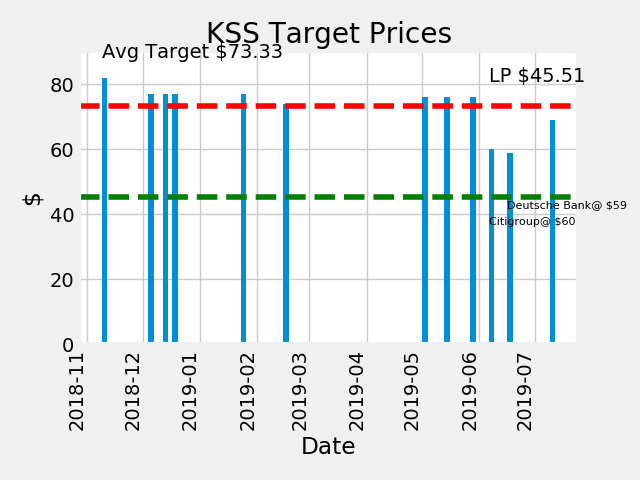 KSS Target Prices
Avg Target $73.33
LP $45.51
80
60
40
20
0
$
Deutsche Bank@ $59
Citigroup@ $60
2018-11
2018-12
2019-01
2019-02
2019-03
2019-04
2019-05
2019-06
2019-07
Date